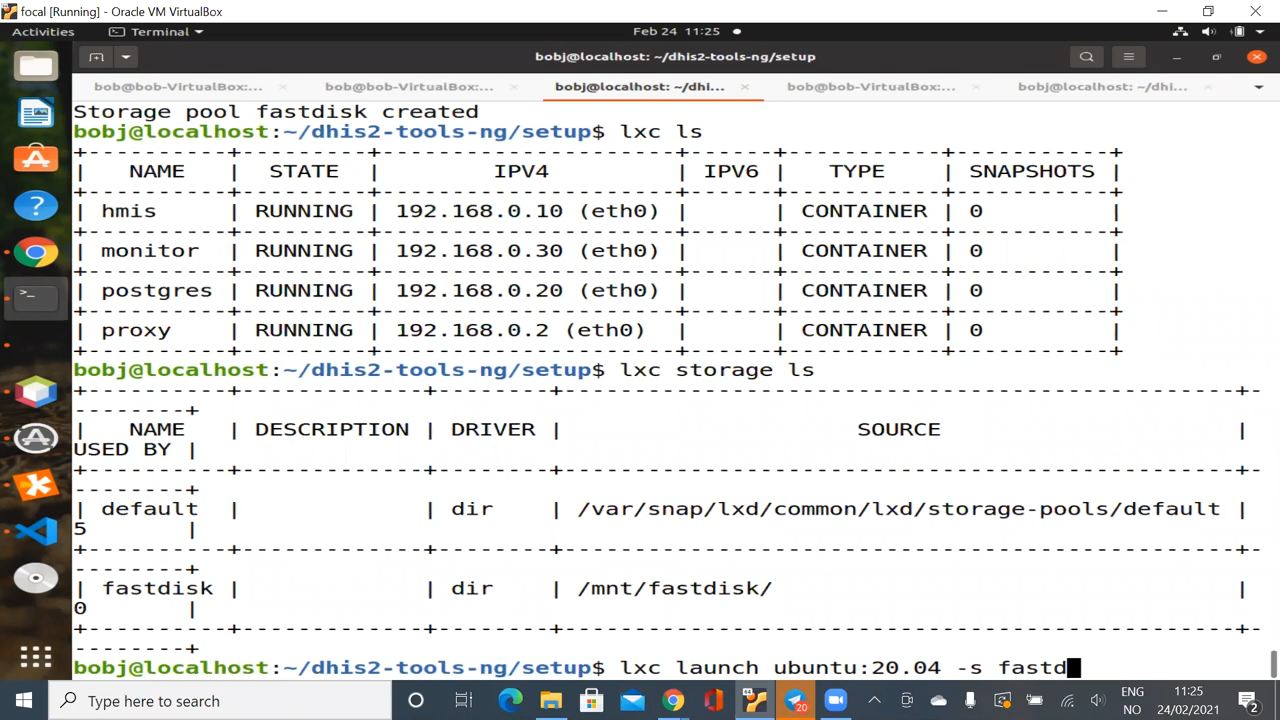 focal [Running] - Oracle VM VirtualBox
Activities Terminal Feb 24 11:25
bobj@localhost: ~/dhis2-tools-ng/setup
bob@bob-VirtualBox:... bob@bob-VirtualBox:... bobj@localhost: ~/dhi... bob@bob-VirtualBox:... bobj@localhost: ~/dhi...
Storage pool fastdisk created
bobj@localhost:~/dhis2-tools-ng/setup$ lxc ls
+-----------+----------+----------------------+------+-----------+-----------+
| NAME | STATE | IPV4 | IPV6 | TYPE | SNAPSHOTS |
+-----------+----------+----------------------+------+-----------+-----------+
| hmis | RUNNING | 192.168.0.10 (eth0) | | CONTAINER | 0 |
+-----------+----------+----------------------+------+-----------+-----------+
| monitor | RUNNING | 192.168.0.30 (eth0) | | CONTAINER | 0 |
+-----------+----------+----------------------+------+-----------+-----------+
| postgres | RUNNING | 192.168.0.20 (eth0) | | CONTAINER | 0 |
+-----------+----------+----------------------+------+-----------+-----------+
| proxy | RUNNING | 192.168.0.2 (eth0) | | CONTAINER | 0 |
+-----------+----------+----------------------+------+-----------+-----------+
bobj@localhost:~/dhis2-tools-ng/setup$ lxc storage ls
+----------+-------------+--------+------------------------------------------------+-
--------+
| NAME | DESCRIPTION | DRIVER | SOURCE |
USED BY |
+----------+-------------+--------+------------------------------------------------+-
--------+
| default | | dir | /var/snap/lxd/common/lxd/storage-pools/default |
5 |
+----------+-------------+--------+------------------------------------------------+-
--------+
| fastdisk | | dir | /mnt/fastdisk/ |
0 |
+----------+-------------+--------+------------------------------------------------+-
--------+
bobj@localhost:~/dhis2-tools-ng/setup$ lxc launch ubuntu:20.04 -s fastd
Type here to search
20
ENG
NO
11:25
24/02/2021
2